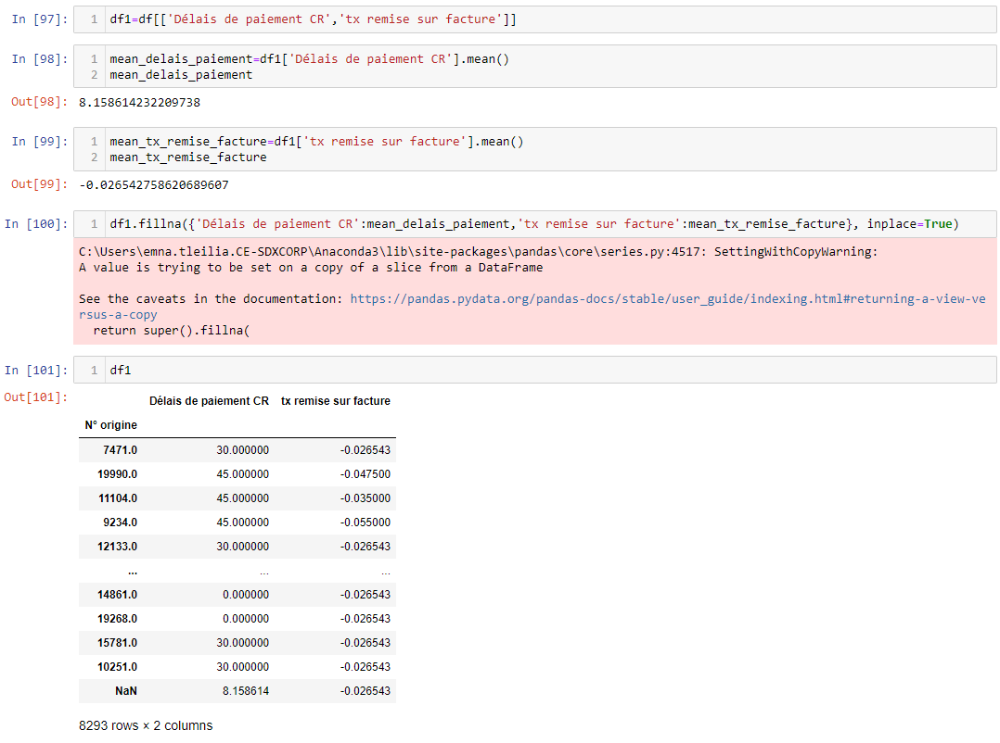 In [97]: 1 df1=df[['Délais de paiement CR','tx remise sur facture']]
In [98]: 1 mean_delais_paiement=df1['Délais de paiement CR'].mean()
2 mean_delais_paiement
Out[98]: 8.158614232209738
In [99]: 1 mean_tx_remise_facture=df1['tx remise sur facture'].mean()
2 mean_tx_remise_facture
Out[99]: -0.026542758620689607
In [100]: 1 df1.fillna({'Délais de paiement CR':mean_delais_paiement,'tx remise sur facture':mean_tx_remise_facture}, inplace=True)
C:\Users\emna.tleilia.CE-SDXCORP\Anaconda3\lib\site-packages\pandas\core\series.py:4517: SettingWithCopyWarning:
A value is trying to be set on a copy of a slice from a DataFrame
See the caveats in the documentation: https://pandas.pydata.org/pandas-docs/stable/user_guide/indexing.html#returning-a-view-ve
rsus-a-copy
return super().fillna(
In [101]: 1 df1
Out[101]:
Délais de paiement CR tx remise sur facture
N° origine
7471.0 30.000000 -0.026543
19990.0 45.000000 -0.047500
11104.0 45.000000 -0.035000
9234.0 45.000000 -0.055000
12133.0 30.000000 -0.026543
... ... ...
14861.0 0.000000 -0.026543
19268.0 0.000000 -0.026543
15781.0 30.000000 -0.026543
10251.0 30.000000 -0.026543
NaN 8.158614 -0.026543
8293 rows × 2 columns